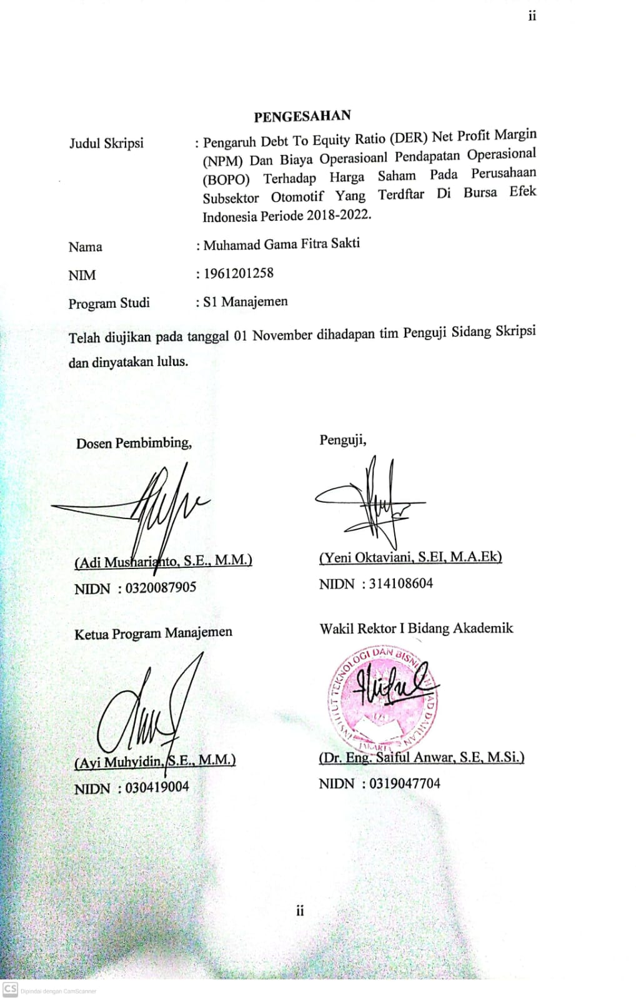 ii
PENGESAHAN
Judul Skripsi : Pengaruh Debt To Equity Ratio (DER) Net Profit Margin
(NPM) Dan Biaya Operasioanl Pendapatan Operasional
(BOPO) Terhadap Harga Saham Pada Perusahaan
Subsektor Otomotif Yang Terdftar Di Bursa Efek
Indonesia Periode 2018-2022.
Nama : Muhamad Gama Fitra Sakti
NIM : 1961201258
Program Studi : S1 Manajemen
Telah diujikan pada tanggal 01 November dihadapan tim Penguji Sidang Skripsi
dan dinyatakan lulus.
Dosen Pembimbing,
(Adi Musharianto, S.E., M.M.)
NIDN : 0320087905
Penguji,
(Yeni Oktaviani, S.EI, M.A.Ek)
NIDN : 314108604
Ketua Program Manajemen
(Ayi Muhyidin, S.E., M.M.)
NIDN : 030419004
Wakil Rektor I Bidang Akademik
INSTITUT TEKNOLOGI DAN BISNIS DAHLAN
JAKARTA
(Dr. Eng. Saiful Anwar, S.E, M.Si.)
NIDN : 0319047704
ii
CS Dipindai dengan CamScanner